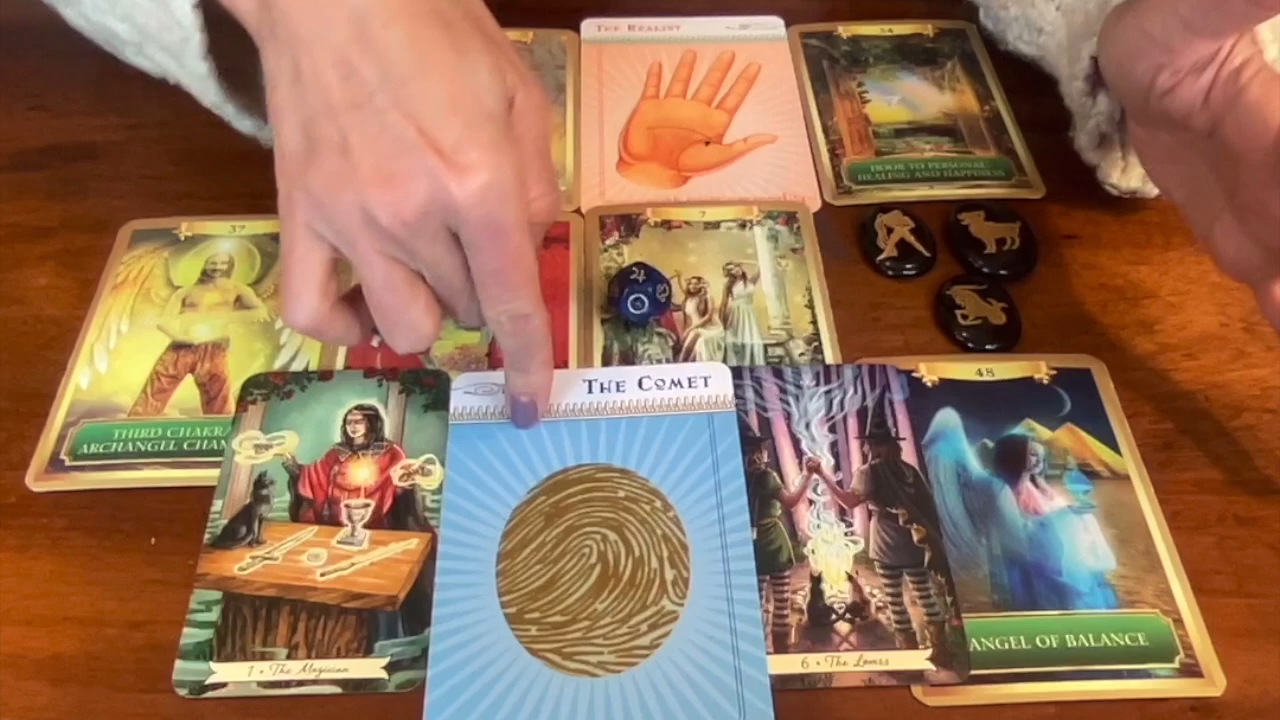 THE REALIST
34
DOOR TO PERSONAL
HEALING AND HAPPINESS
37
7
THIRD CHAKRA
ARCHANGEL CHAM
THE COMET
48
1 • The Magician
6 • The Lovers
ANGEL OF BALANCE